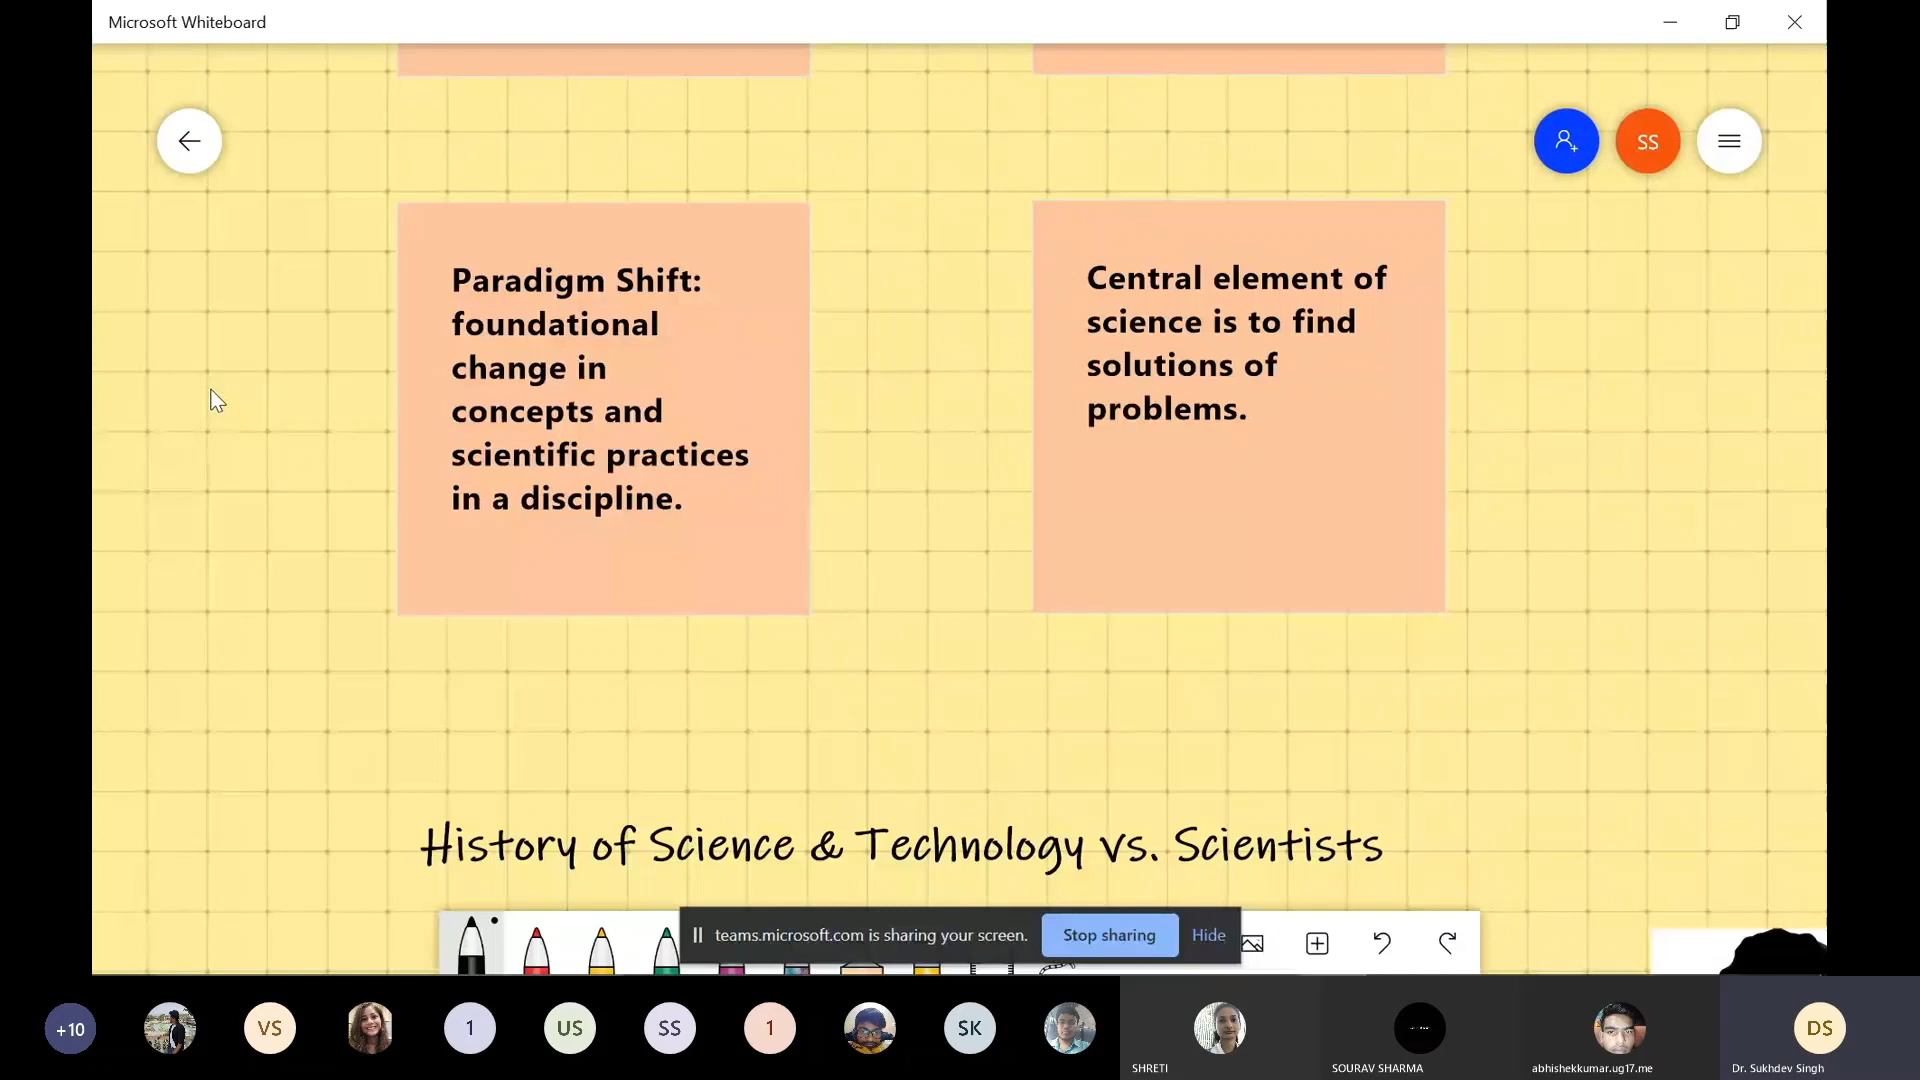 Microsoft Whiteboard
SS
Paradigm Shift:
foundational
change in
concepts and
scientific practices
in a discipline.
Central element of
science is to find
solutions of
problems.
History of Science & Technology vs. Scientists
teams.microsoft.com is sharing your screen.
Stop sharing
Hide
+10
VS
1
US
SS
1
SK
DS
SHRETI
SOURAV SHARMA
abhishekkumar.ug17.me
Dr. Sukhdev Singh